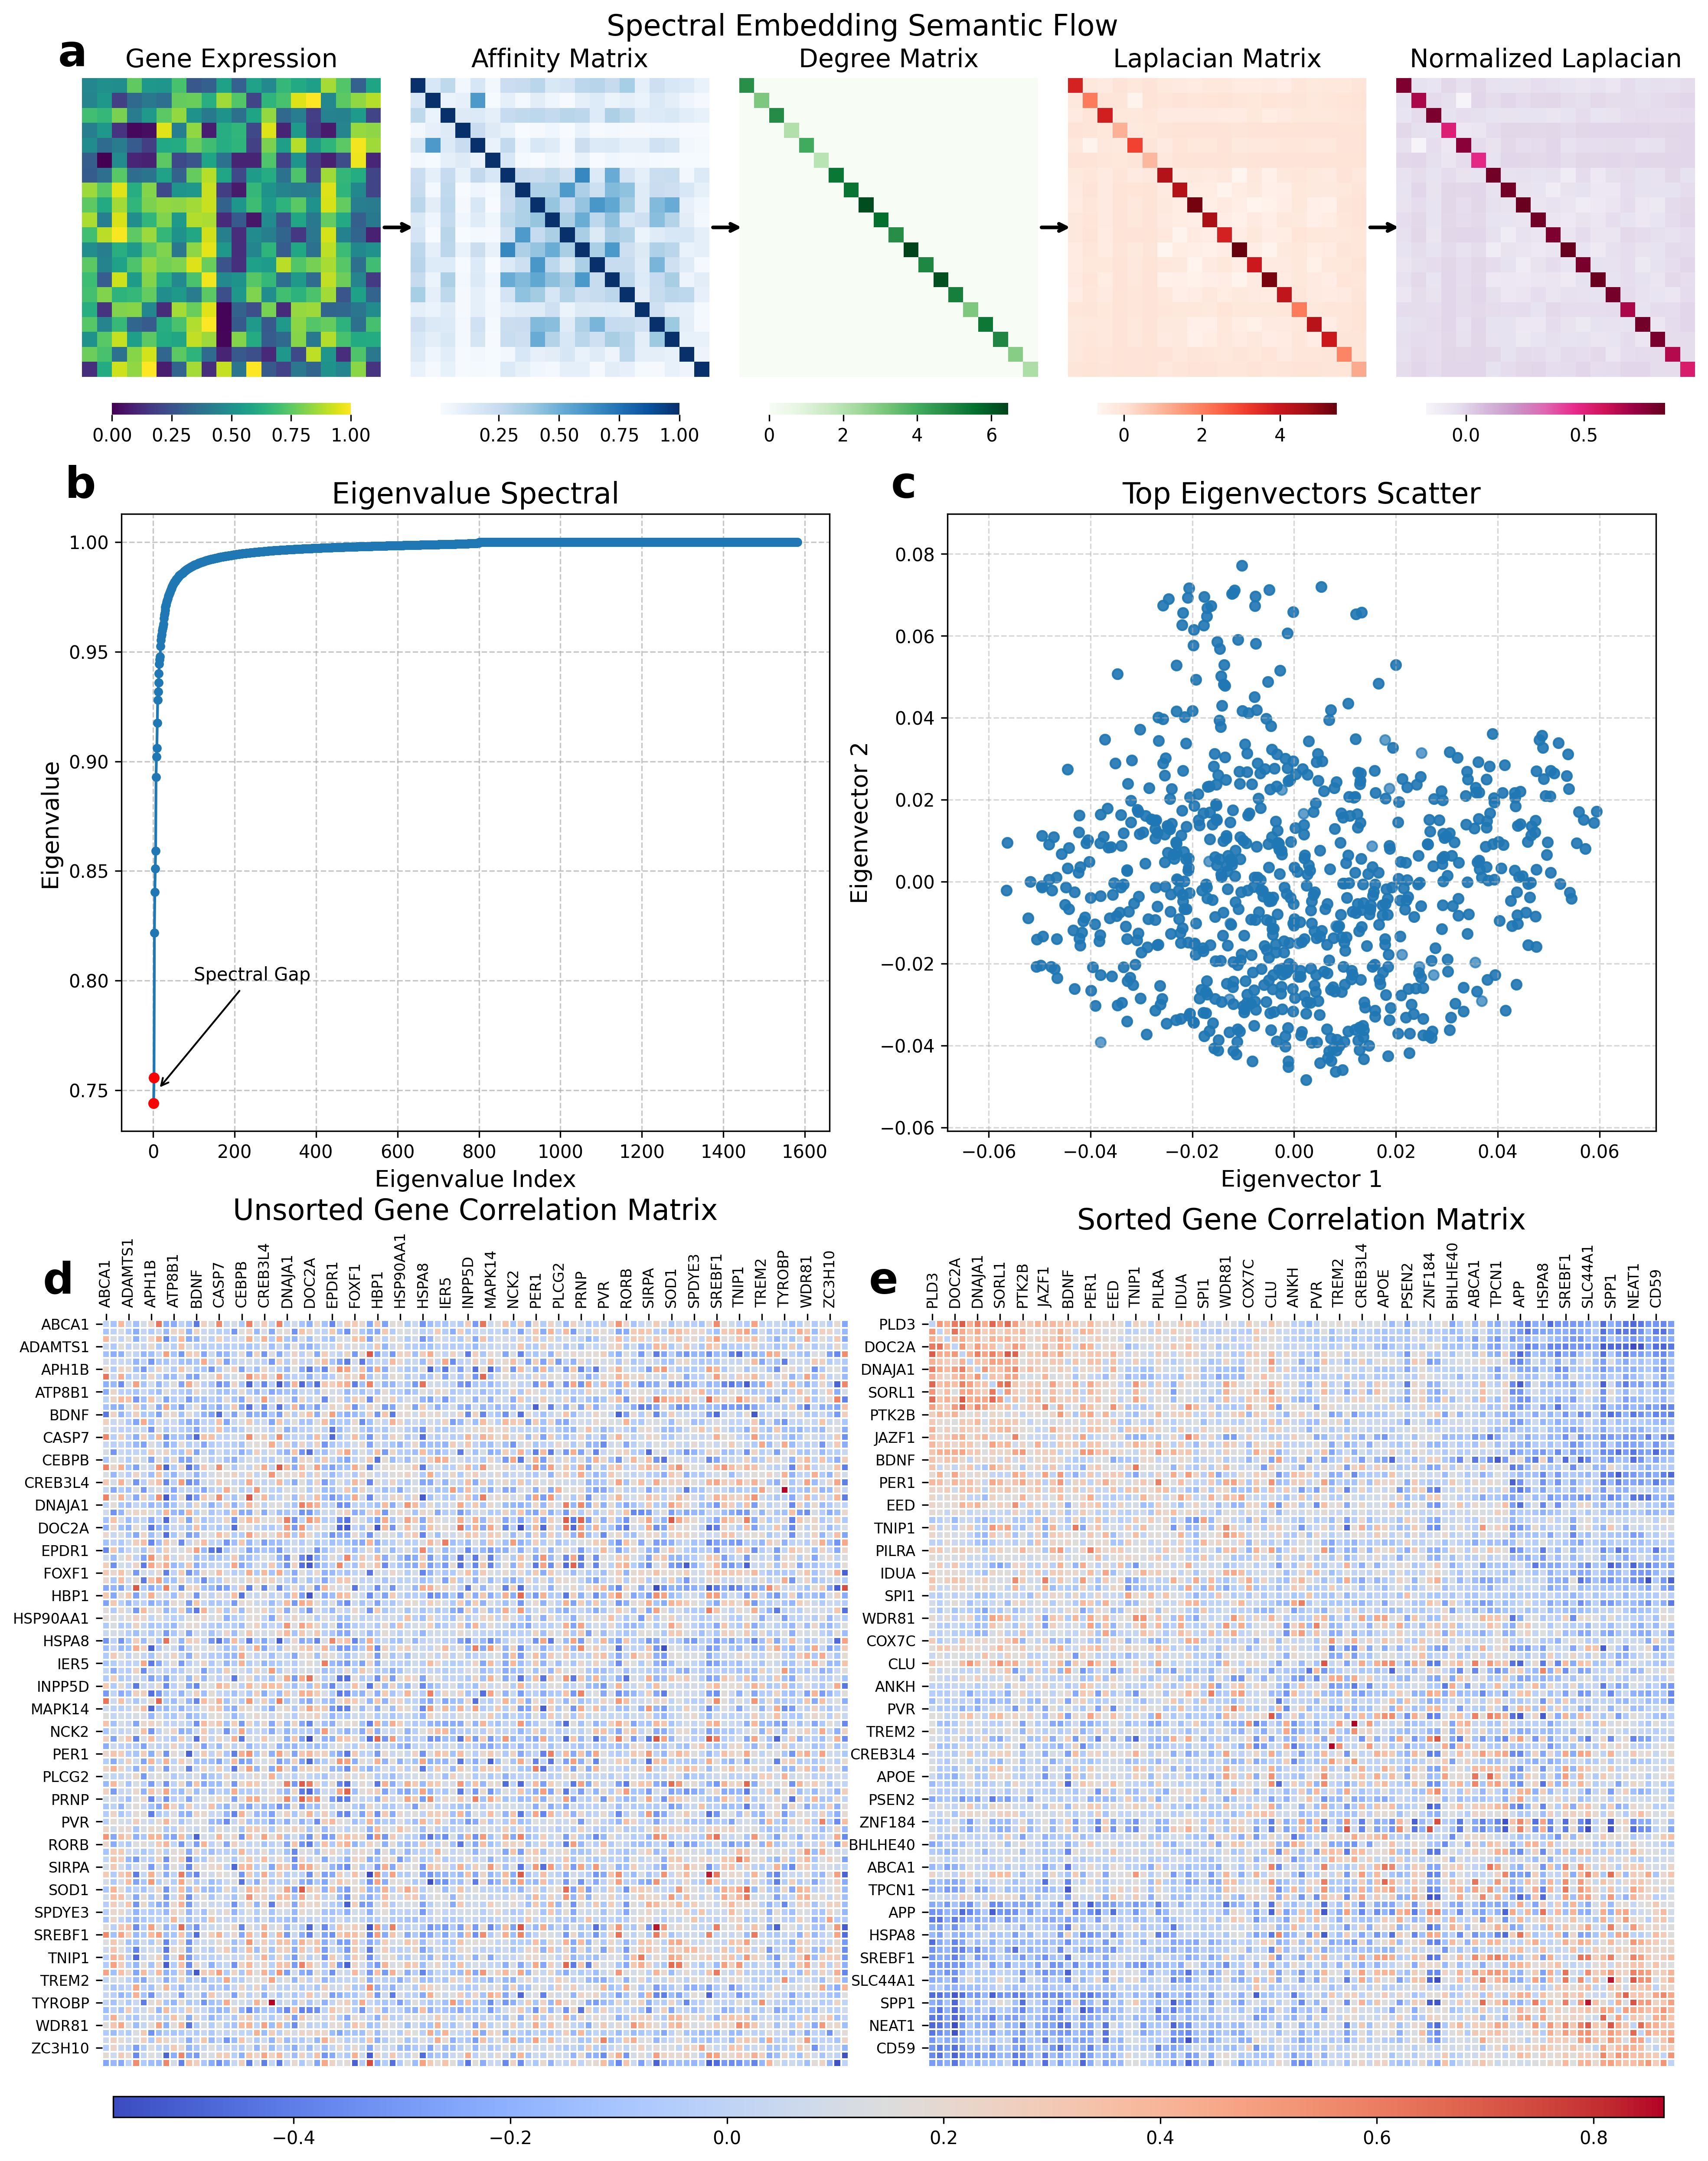 Spectral Embedding Semantic Flow
a
Gene Expression
Affinity Matrix
Degree Matrix
Laplacian Matrix
Normalized Laplacian
0.00 0.25 0.50 0.75 1.00
0.25 0.50 0.75 1.00
0 2 4 6
0 2 4
0.0 0.5
b
Eigenvalue Spectral
1.00
0.95
0.90
0.85
0.80
0.75
Eigenvalue
Spectral Gap
0 200 400 600 800 1000 1200 1400 1600
Eigenvalue Index
c
Top Eigenvectors Scatter
0.08
0.06
0.04
0.02
0.00
−0.02
−0.04
−0.06
Eigenvector 2
−0.06 −0.04 −0.02 0.00 0.02 0.04 0.06
Eigenvector 1
d
Unsorted Gene Correlation Matrix
ABCA1 ADAMTS1 APH1B ATP8B1 BDNF CASP7 CEBPB CREB3L4 DNAJA1 DOC2A EPDR1 FOXF1 HBP1 HSP90AA1 HSPA8 IER5 INPP5D MAPK14 NCK2 PER1 PLCG2 PRNP PVR RORB SIRPA SOD1 SPDYE3 SREBF1 TNIP1 TREM2 TYROBP WDR81 ZC3H10
ABCA1
ADAMTS1
APH1B
ATP8B1
BDNF
CASP7
CEBPB
CREB3L4
DNAJA1
DOC2A
EPDR1
FOXF1
HBP1
HSP90AA1
HSPA8
IER5
INPP5D
MAPK14
NCK2
PER1
PLCG2
PRNP
PVR
RORB
SIRPA
SOD1
SPDYE3
SREBF1
TNIP1
TREM2
TYROBP
WDR81
ZC3H10
e
Sorted Gene Correlation Matrix
PLD3 DOC2A DNAJA1 SORL1 PTK2B JAZF1 BDNF PER1 EED TNIP1 PILRA IDUA SPI1 WDR81 COX7C CLU ANKH PVR TREM2 CREB3L4 APOE PSEN2 ZNF184 BHLHE40 ABCA1 TPCN1 APP HSPA8 SREBF1 SLC44A1 SPP1 NEAT1 CD59
PLD3
DOC2A
DNAJA1
SORL1
PTK2B
JAZF1
BDNF
PER1
EED
TNIP1
PILRA
IDUA
SPI1
WDR81
COX7C
CLU
ANKH
PVR
TREM2
CREB3L4
APOE
PSEN2
ZNF184
BHLHE40
ABCA1
TPCN1
APP
HSPA8
SREBF1
SLC44A1
SPP1
NEAT1
CD59
−0.4 −0.2 0.0 0.2 0.4 0.6 0.8